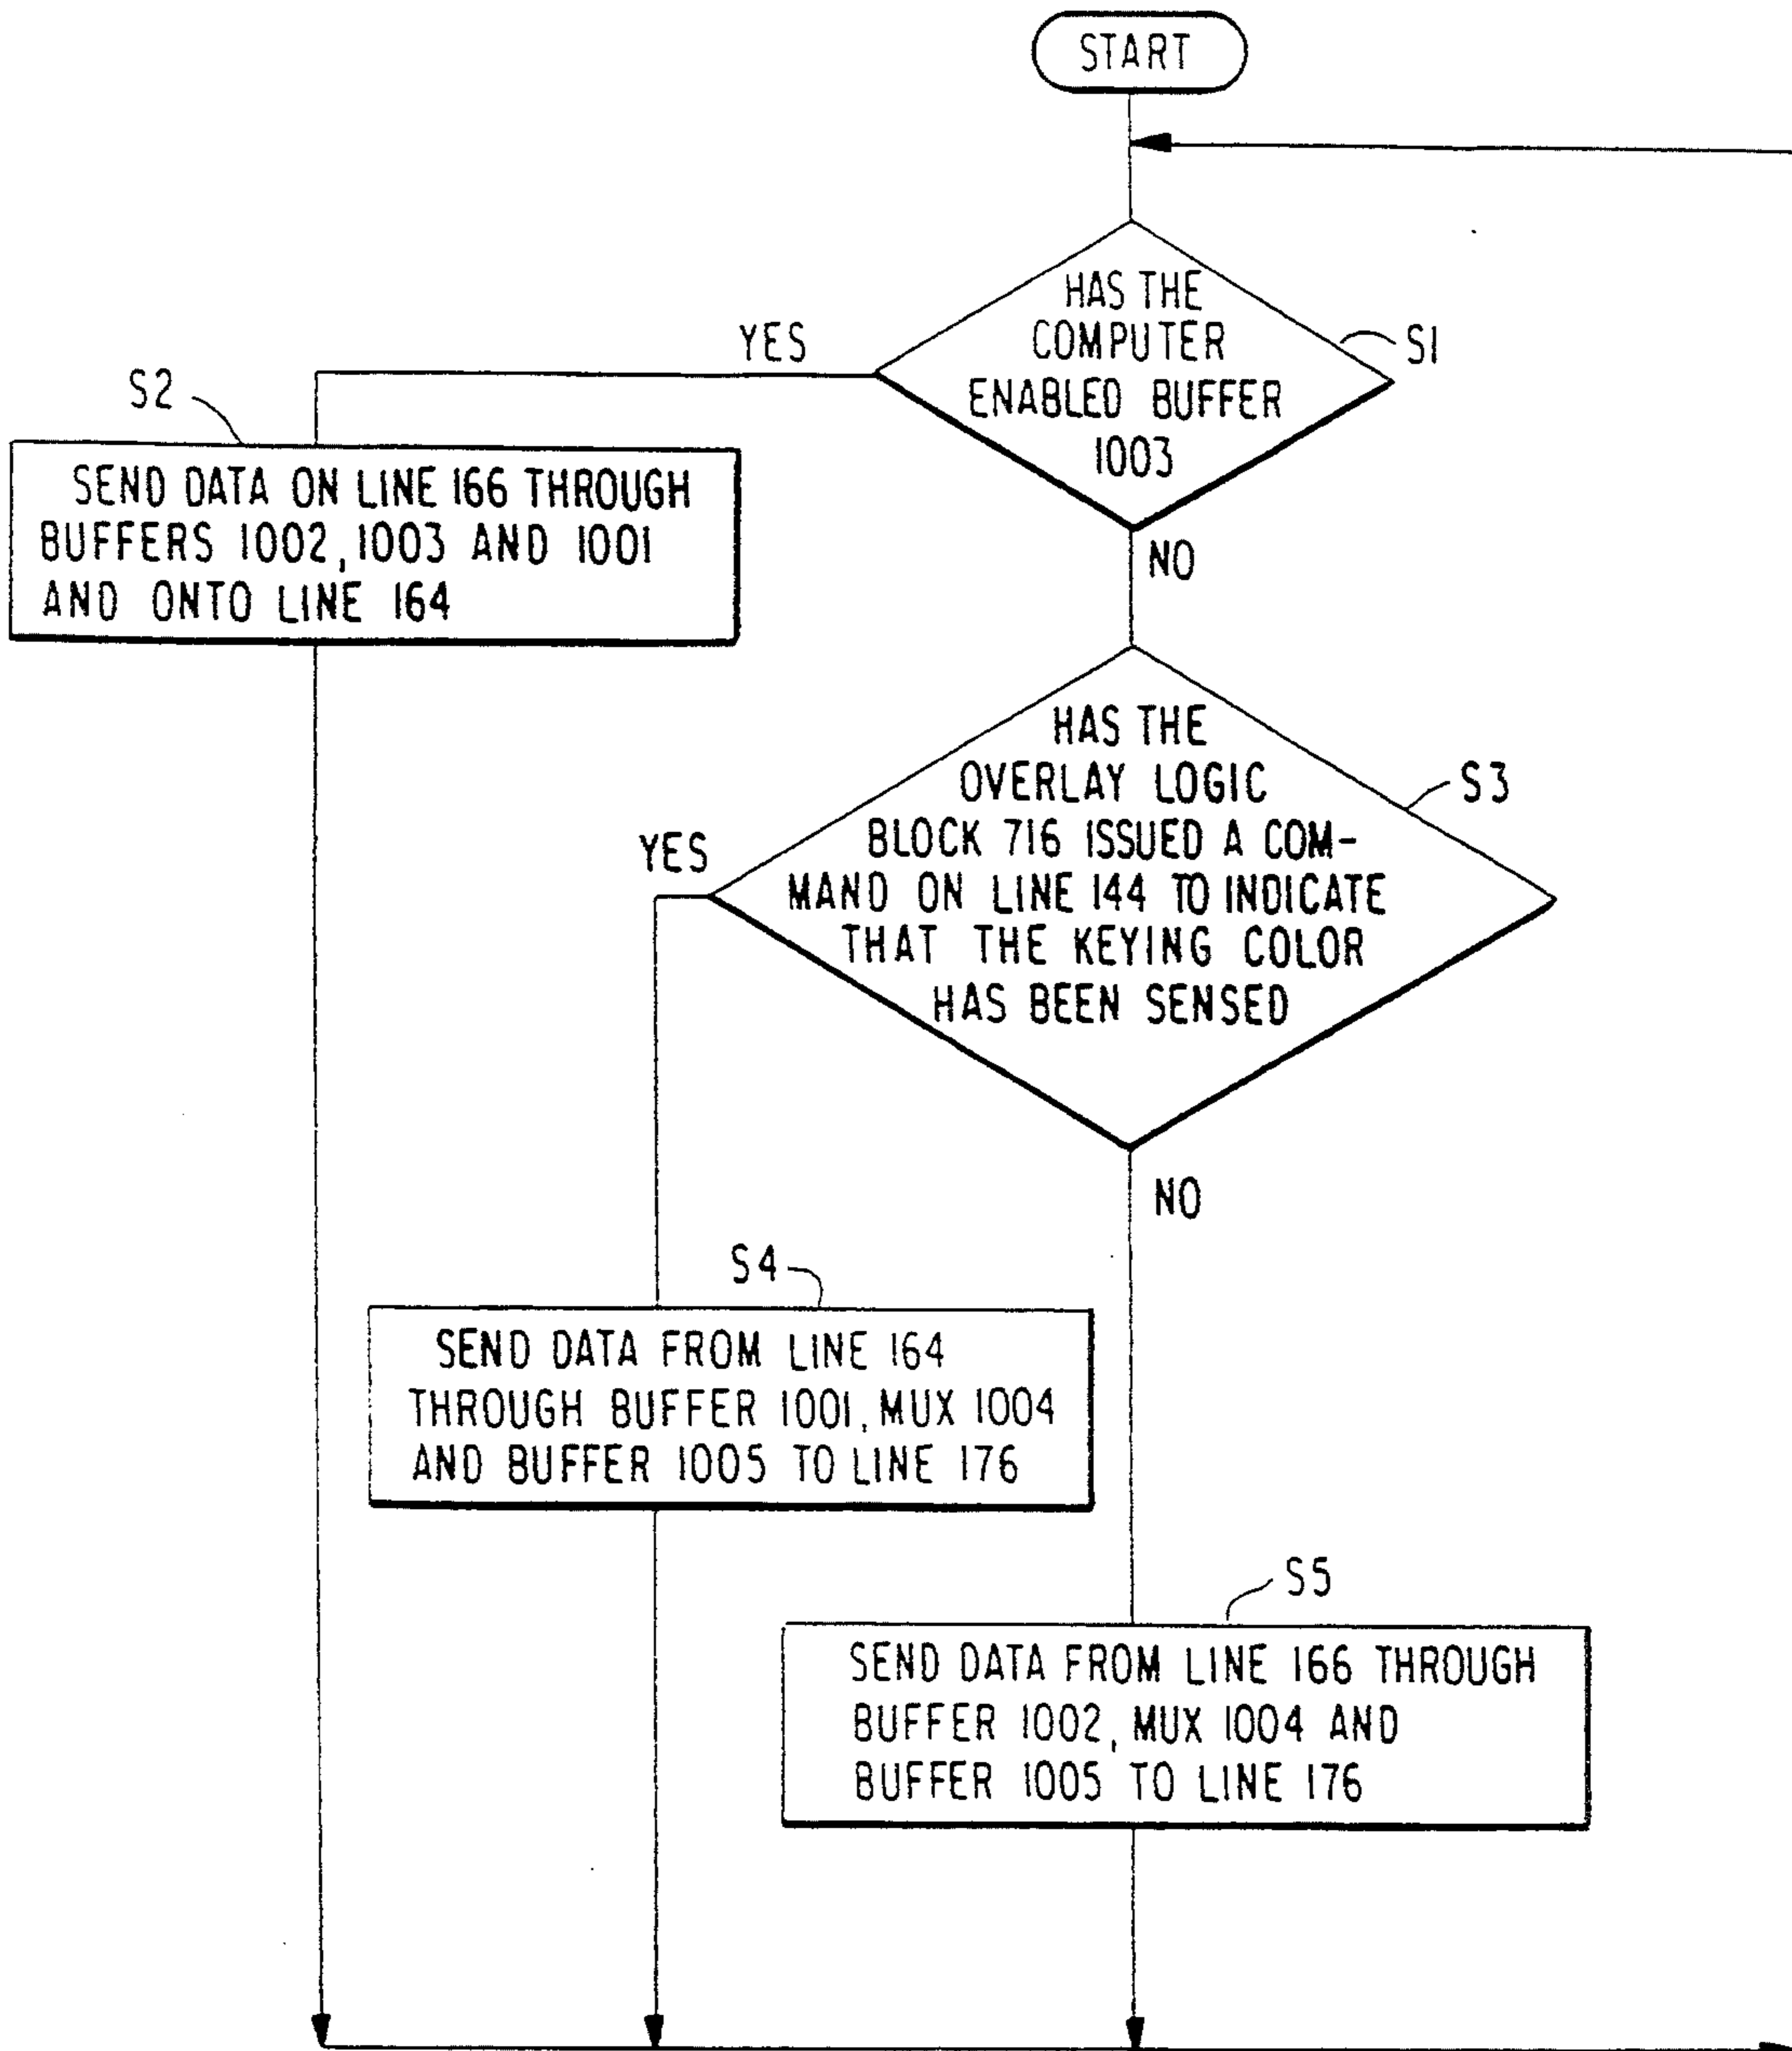 START
HAS THE
COMPUTER
ENABLED BUFFER
1003
S1
YES
NO
S2
SEND DATA ON LINE 166 THROUGH
BUFFERS 1002, 1003 AND 1001
AND ONTO LINE 164
HAS THE
OVERLAY LOGIC
BLOCK 716 ISSUED A COM-
MAND ON LINE 144 TO INDICATE
THAT THE KEYING COLOR
HAS BEEN SENSED
S3
YES
NO
S4
SEND DATA FROM LINE 164
THROUGH BUFFER 1001, MUX 1004
AND BUFFER 1005 TO LINE 176
S5
SEND DATA FROM LINE 166 THROUGH
BUFFER 1002, MUX 1004 AND
BUFFER 1005 TO LINE 176